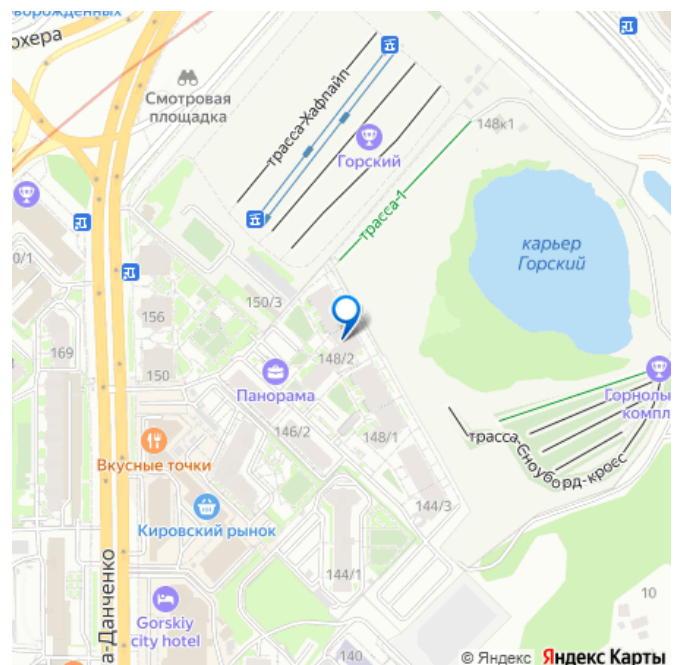 ворожденных
охера
Смотровая
площадка
трасса-Хафпайп
Горский
148к1
трасса-1
карьер
Горский
0/1
150/3
156
169
150
148/2
Панорама
146/2
148/1
Горнолы
компл
трасса-Сноуборд-кросс
Вкусные точки
Кировский рынок
144/3
144/1
а-Данченко
Gorskiy
city hotel
10
140
© Яндекс Яндекс Карты